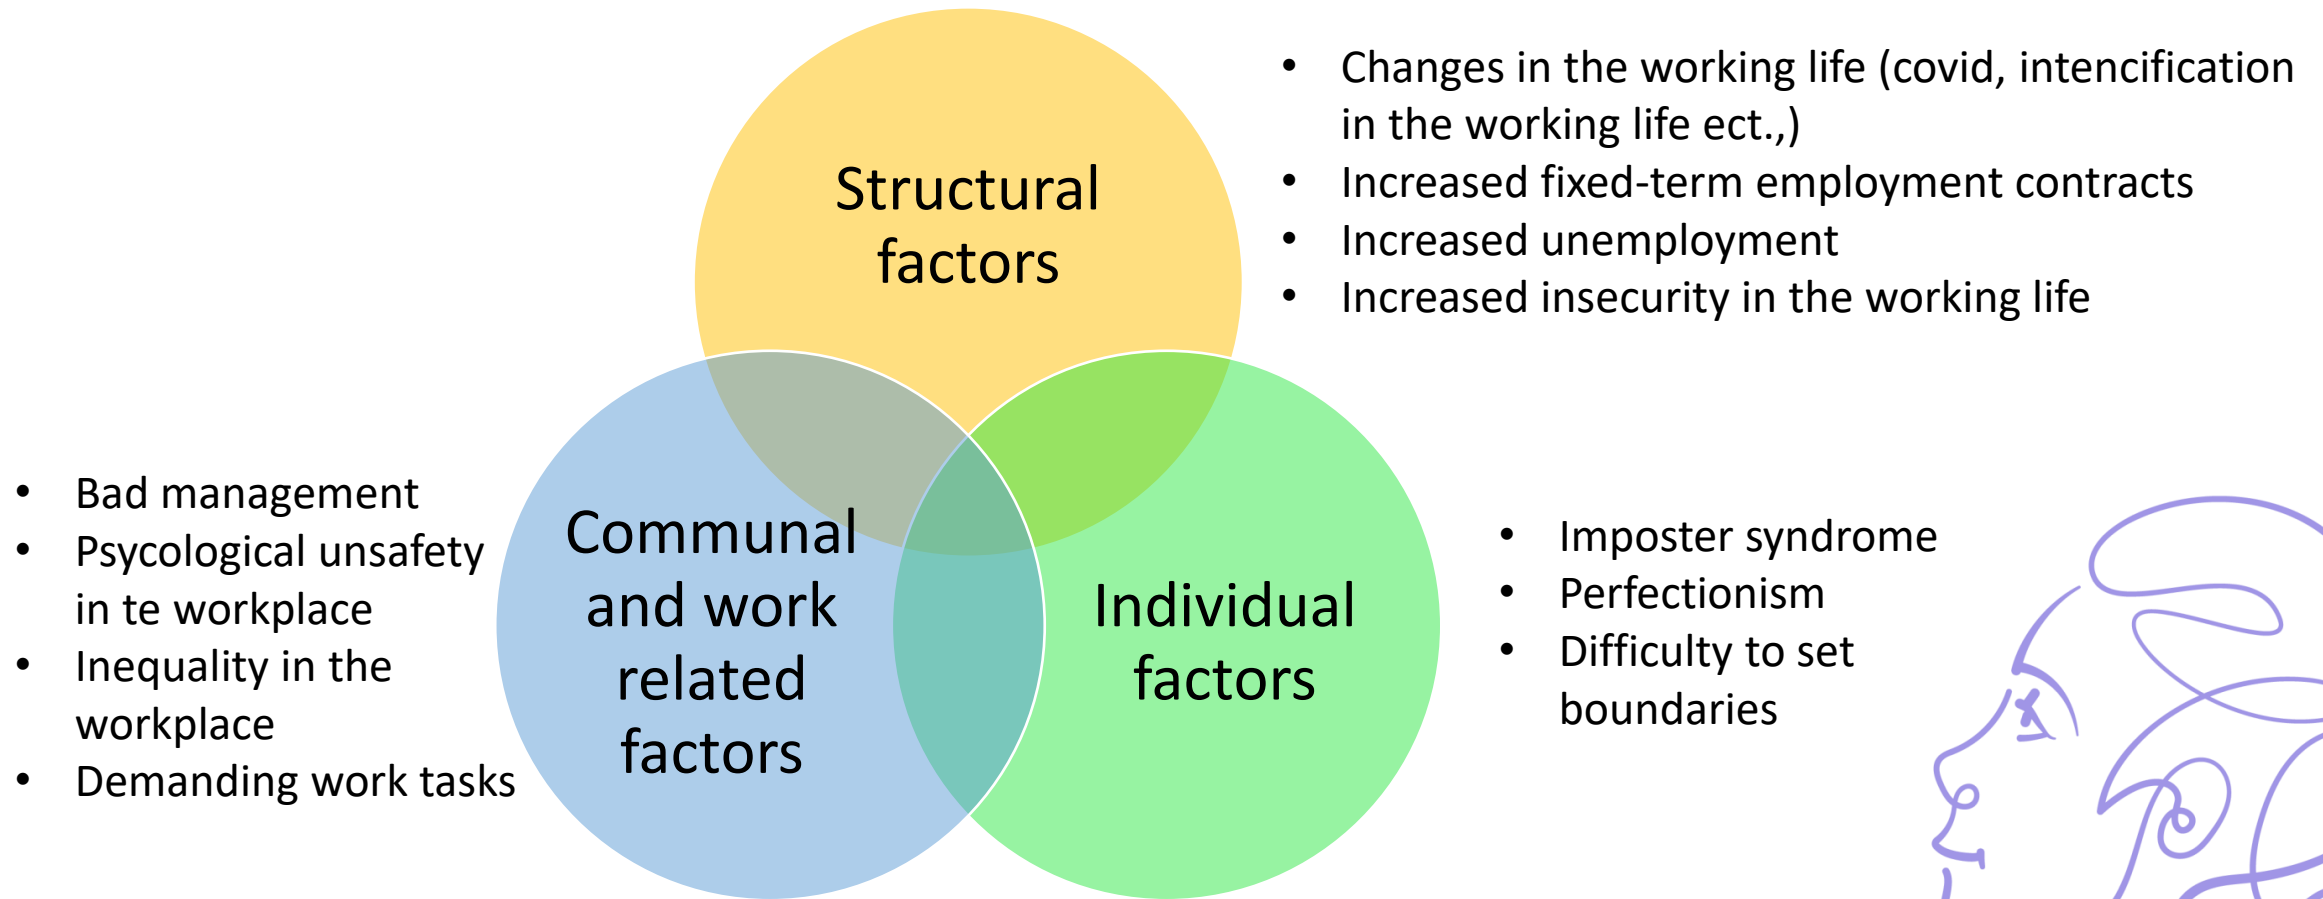 Structural
factors
• Changes in the working life (covid, intencification
in the working life ect.,)
• Increased fixed-term employment contracts
• Increased unemployment
• Increased insecurity in the working life
• Bad management
• Psycological unsafety
in te workplace
• Inequality in the
workplace
• Demanding work tasks
Communal
and work
related
factors
Individual
factors
• Imposter syndrome
• Perfectionism
• Difficulty to set
boundaries